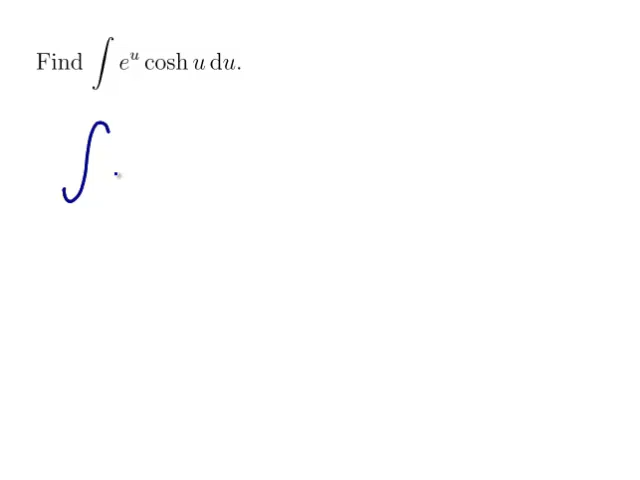 Find ∫ e^u cosh u du.
∫